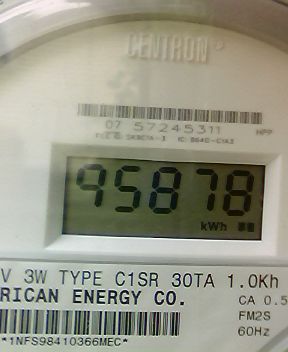 CENTRON®
07 57245311
HPP
95878
kWh
V 3W TYPE C1SR 30TA 1.0Kh
RICAN ENERGY CO.
CA 0.5
FM2S
60Hz
*1NFS98410366MEC*